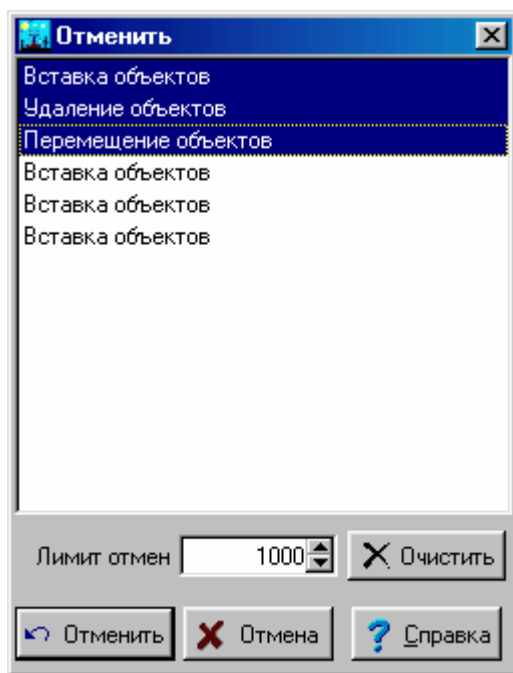 Отменить
Вставка объектов
Удаление объектов
Перемещение объектов
Вставка объектов
Вставка объектов
Вставка объектов
Лимит отмен 1000 Очистить
Отменить Отмена Справка